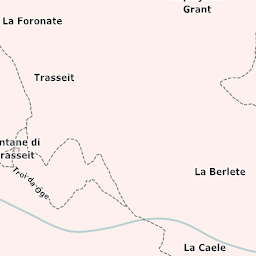 Grant
La Foronate
Trasseit
ntane di
rasseit
Troi da Oge
La Berlete
La Caele